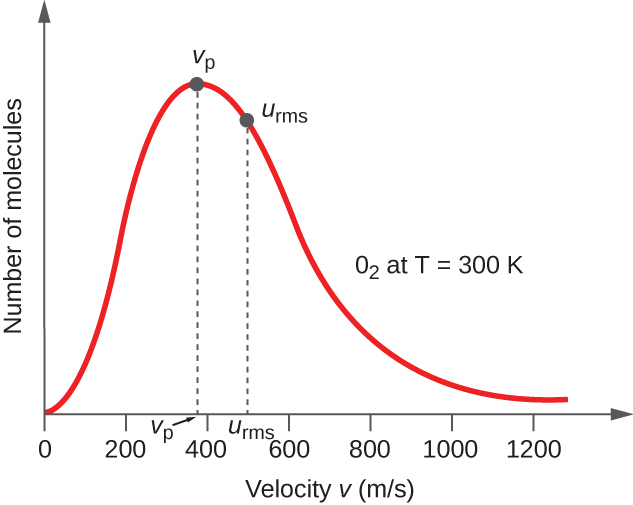 vp
urms
Number of molecules
02 at T = 300 K
vp
urms
0 200 400 600 800 1000 1200
Velocity v (m/s)